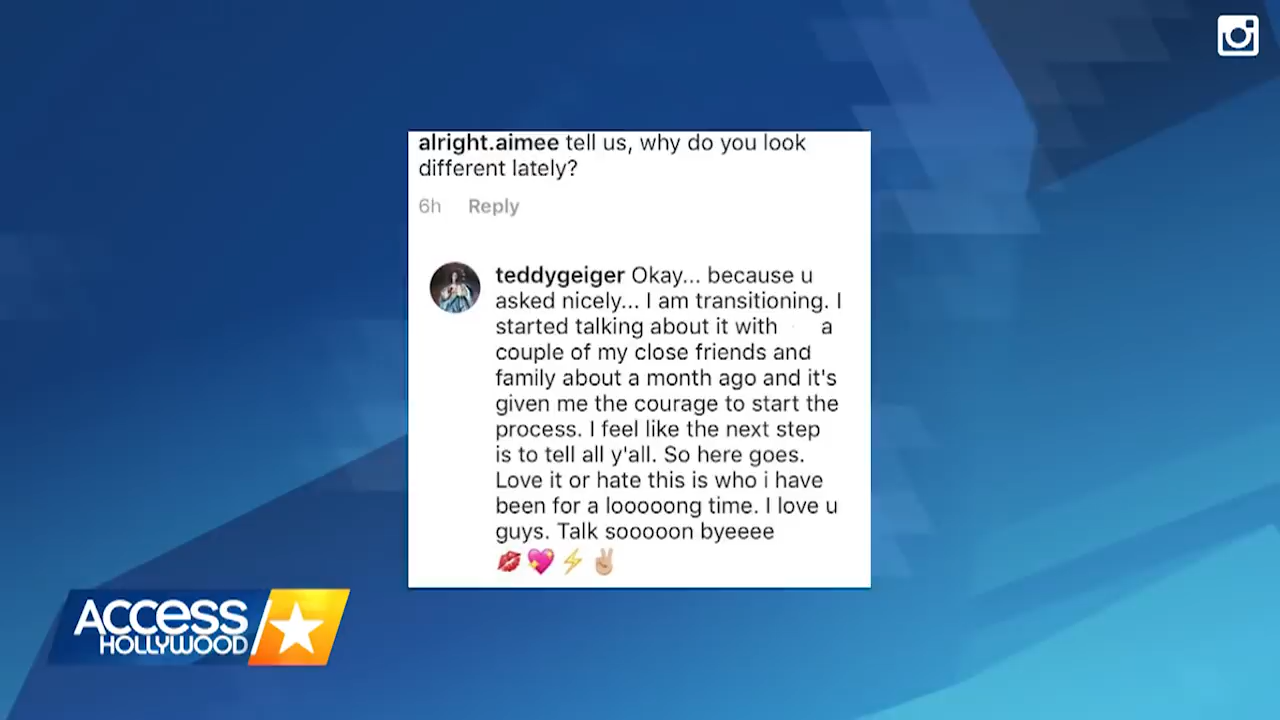 alright.aimee tell us, why do you look
different lately?
6h Reply
teddygeiger Okay... because u
asked nicely... I am transitioning. I
started talking about it with a
couple of my close friends and
family about a month ago and it's
given me the courage to start the
process. I feel like the next step
is to tell all y'all. So here goes.
Love it or hate this is who i have
been for a looooong time. I love u
guys. Talk sooooon byeeee
💋💖⚡✌🏼
ACCESS
HOLLYWOOD